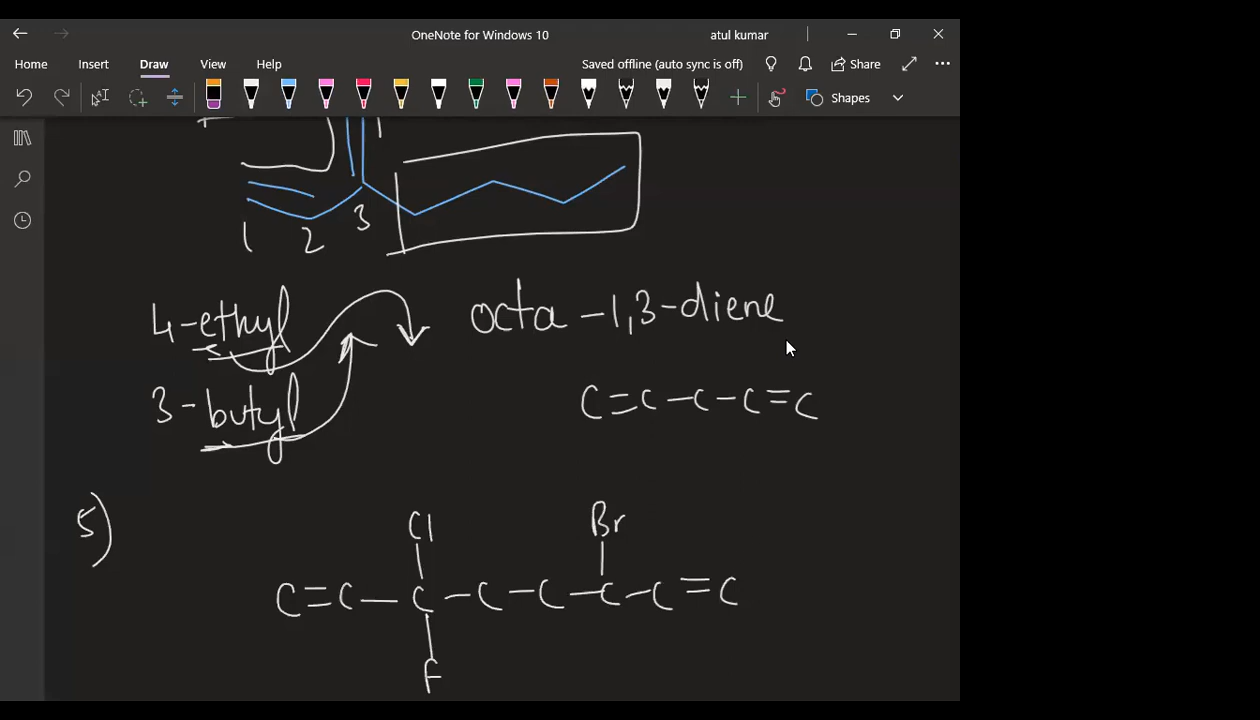 OneNote for Windows 10
atul kumar
Home Insert Draw View Help
Saved offline (auto sync is off)
Share
Shapes
1 2 3
4-ethyl octa -1,3-diene
3-butyl
C=C-C-C=C
5)
Cl Br
C=C-C-C-C-C-C=C
F